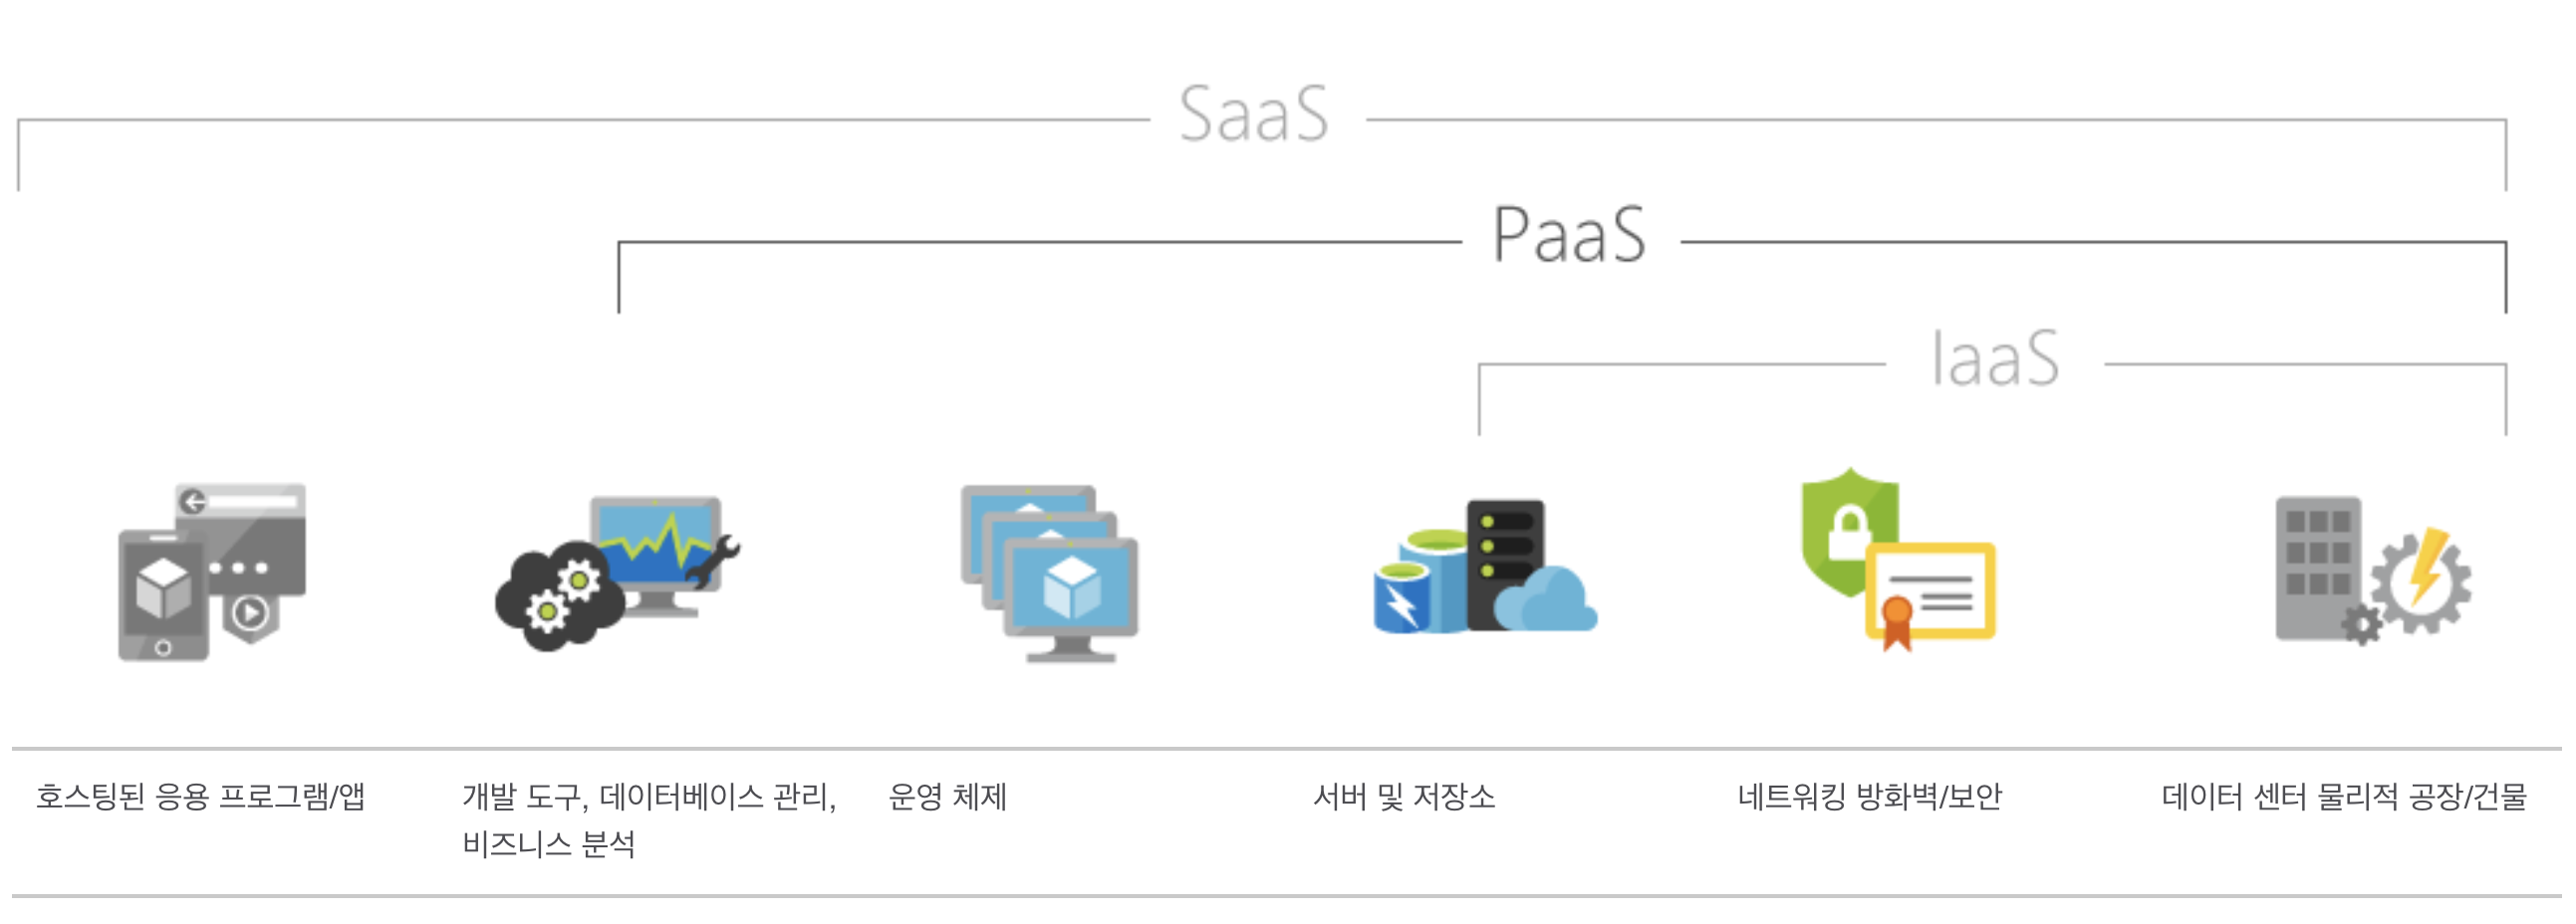 SaaS
PaaS
IaaS
호스팅된 응용 프로그램/앱
개발 도구, 데이터베이스 관리,
비즈니스 분석
운영 체제
서버 및 저장소
네트워킹 방화벽/보안
데이터 센터 물리적 공장/건물